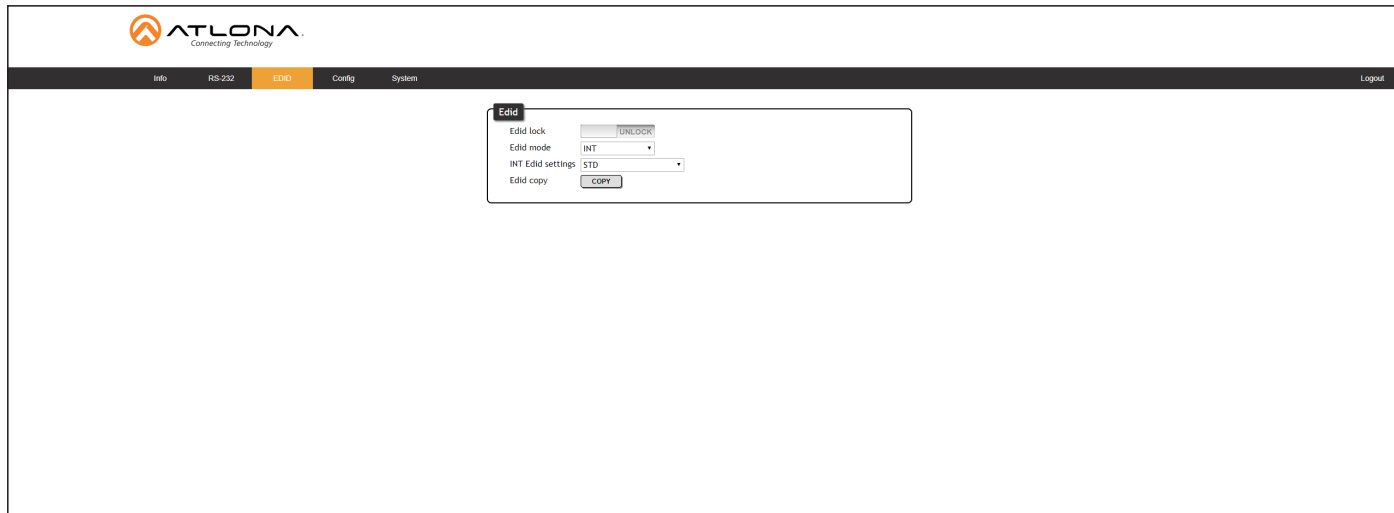 ATLONA.
Connecting Technology
Info RS-232 EDID Config System Logout
Edid
Edid lock UNLOCK
Edid mode INT
INT Edid settings STD
Edid copy COPY